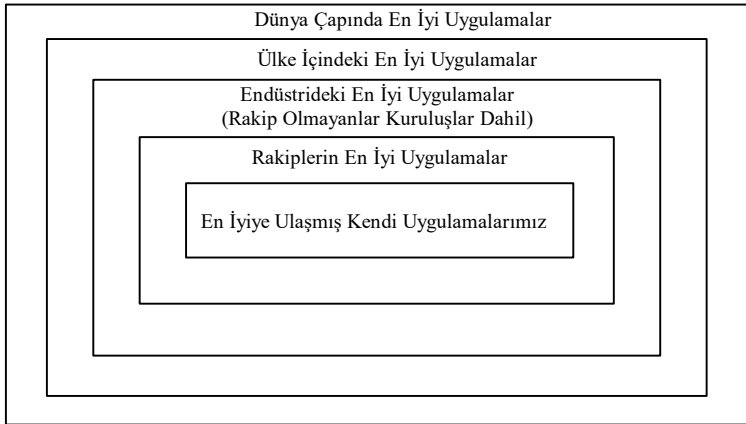 Dünya Çapında En İyi Uygulamalar
Ülke İçindeki En İyi Uygulamalar
Endüstrideki En İyi Uygulamalar
(Rakip Olmayanlar Kuruluşlar Dahil)
Rakiplerin En İyi Uygulamalar
En İyiye Ulaşmış Kendi Uygulamalarımız